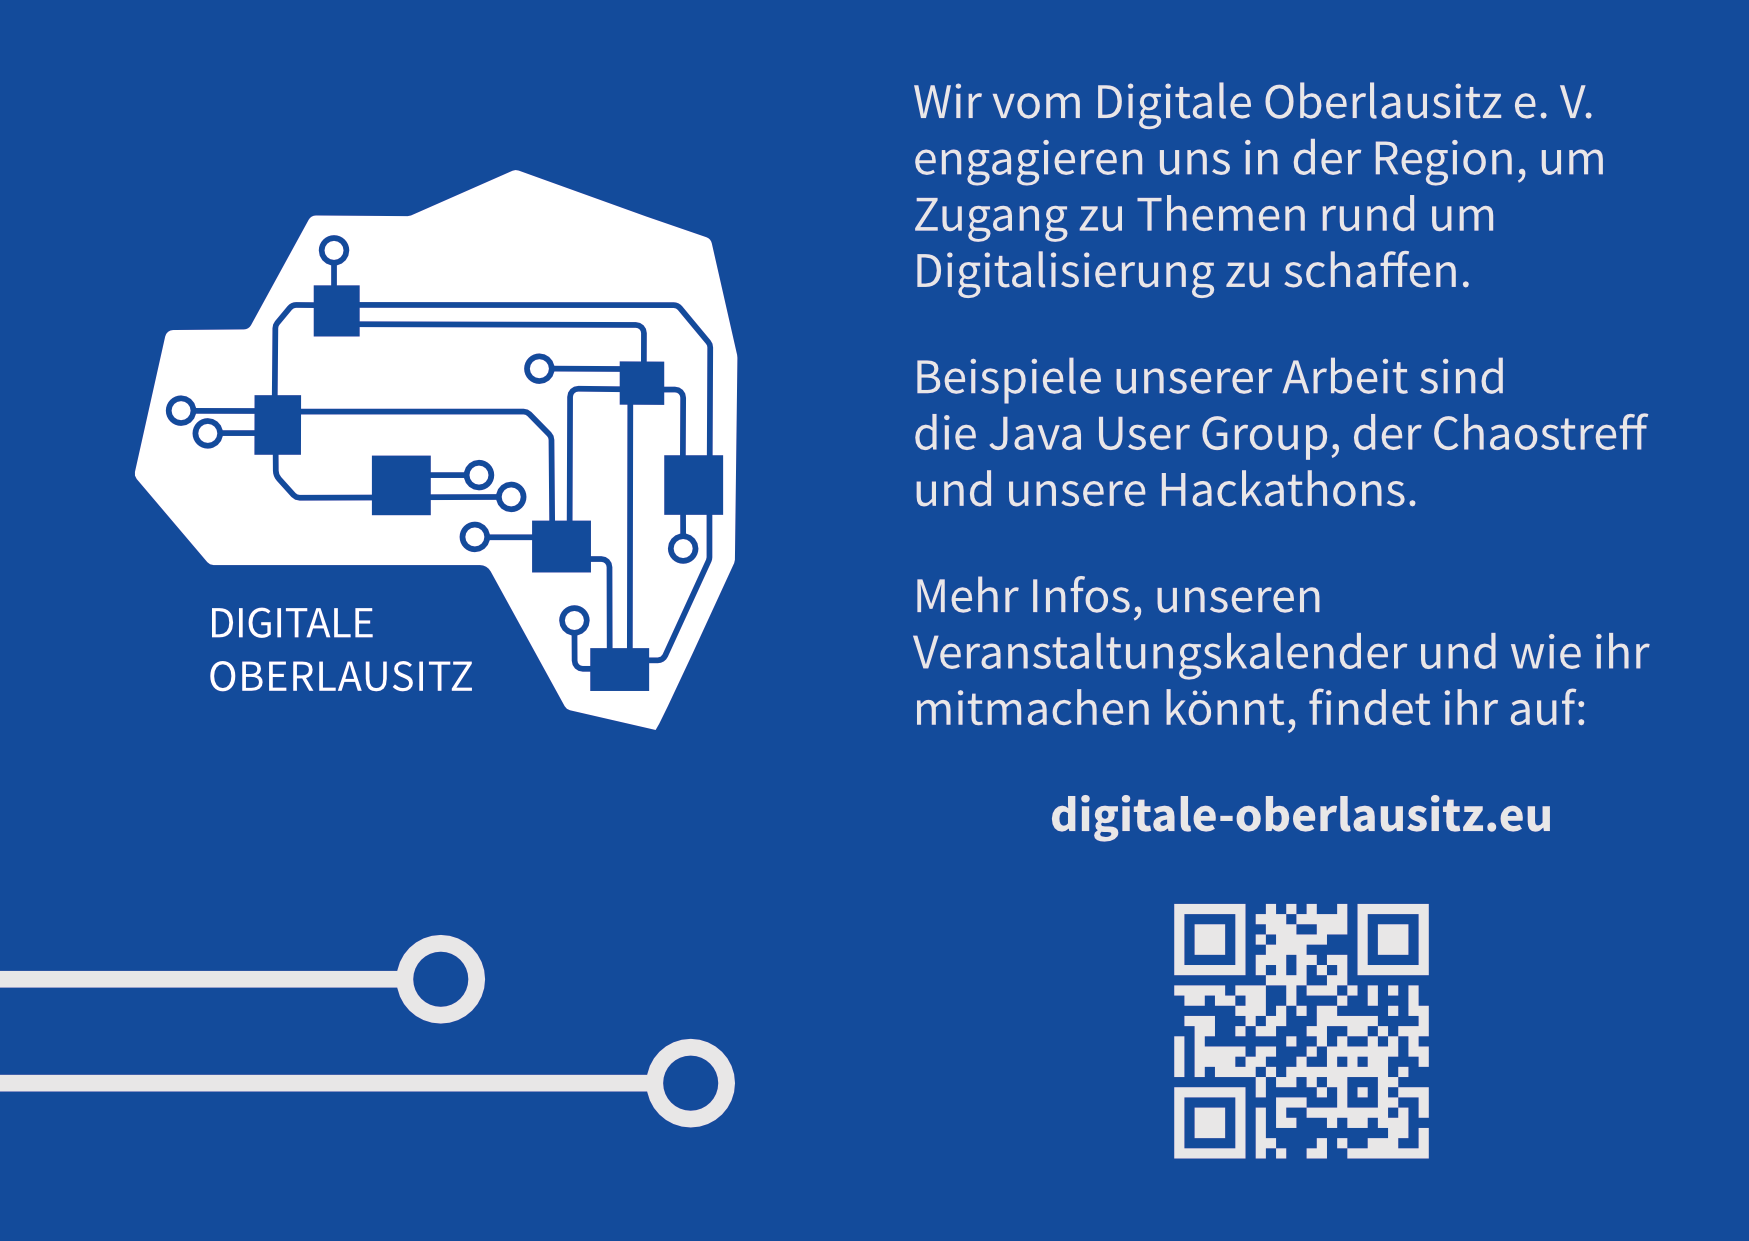 DIGITALE
OBERLAUSITZ
Wir vom Digitale Oberlausitz e. V.
engagieren uns in der Region, um
Zugang zu Themen rund um
Digitalisierung zu schaffen.
Beispiele unserer Arbeit sind
die Java User Group, der Chaostreff
und unsere Hackathons.
Mehr Infos, unseren
Veranstaltungskalender und wie ihr
mitmachen könnt, findet ihr auf:
digitale-oberlausitz.eu